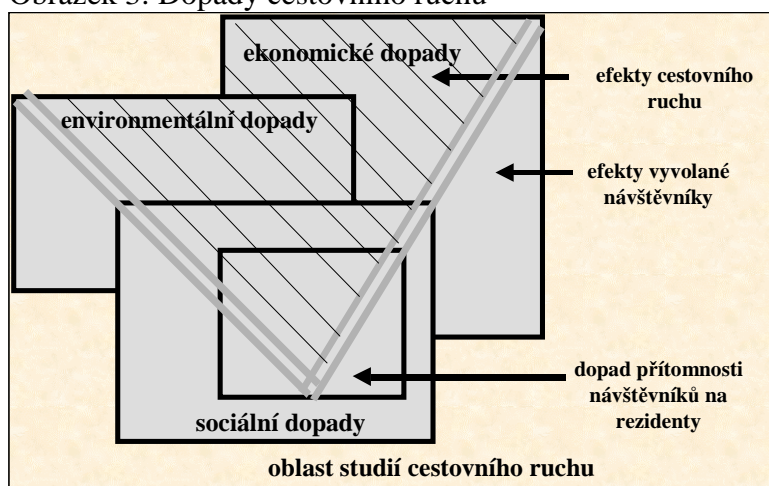 Obrázek 3: Dopady cestovního ruchu
ekonomické dopady
efekty cestovního
ruchu
environmentální dopady
efekty vyvolané
návštěvníky
dopad přítomnosti
návštěvníků na
rezidenty
sociální dopady
oblast studií cestovního ruchu